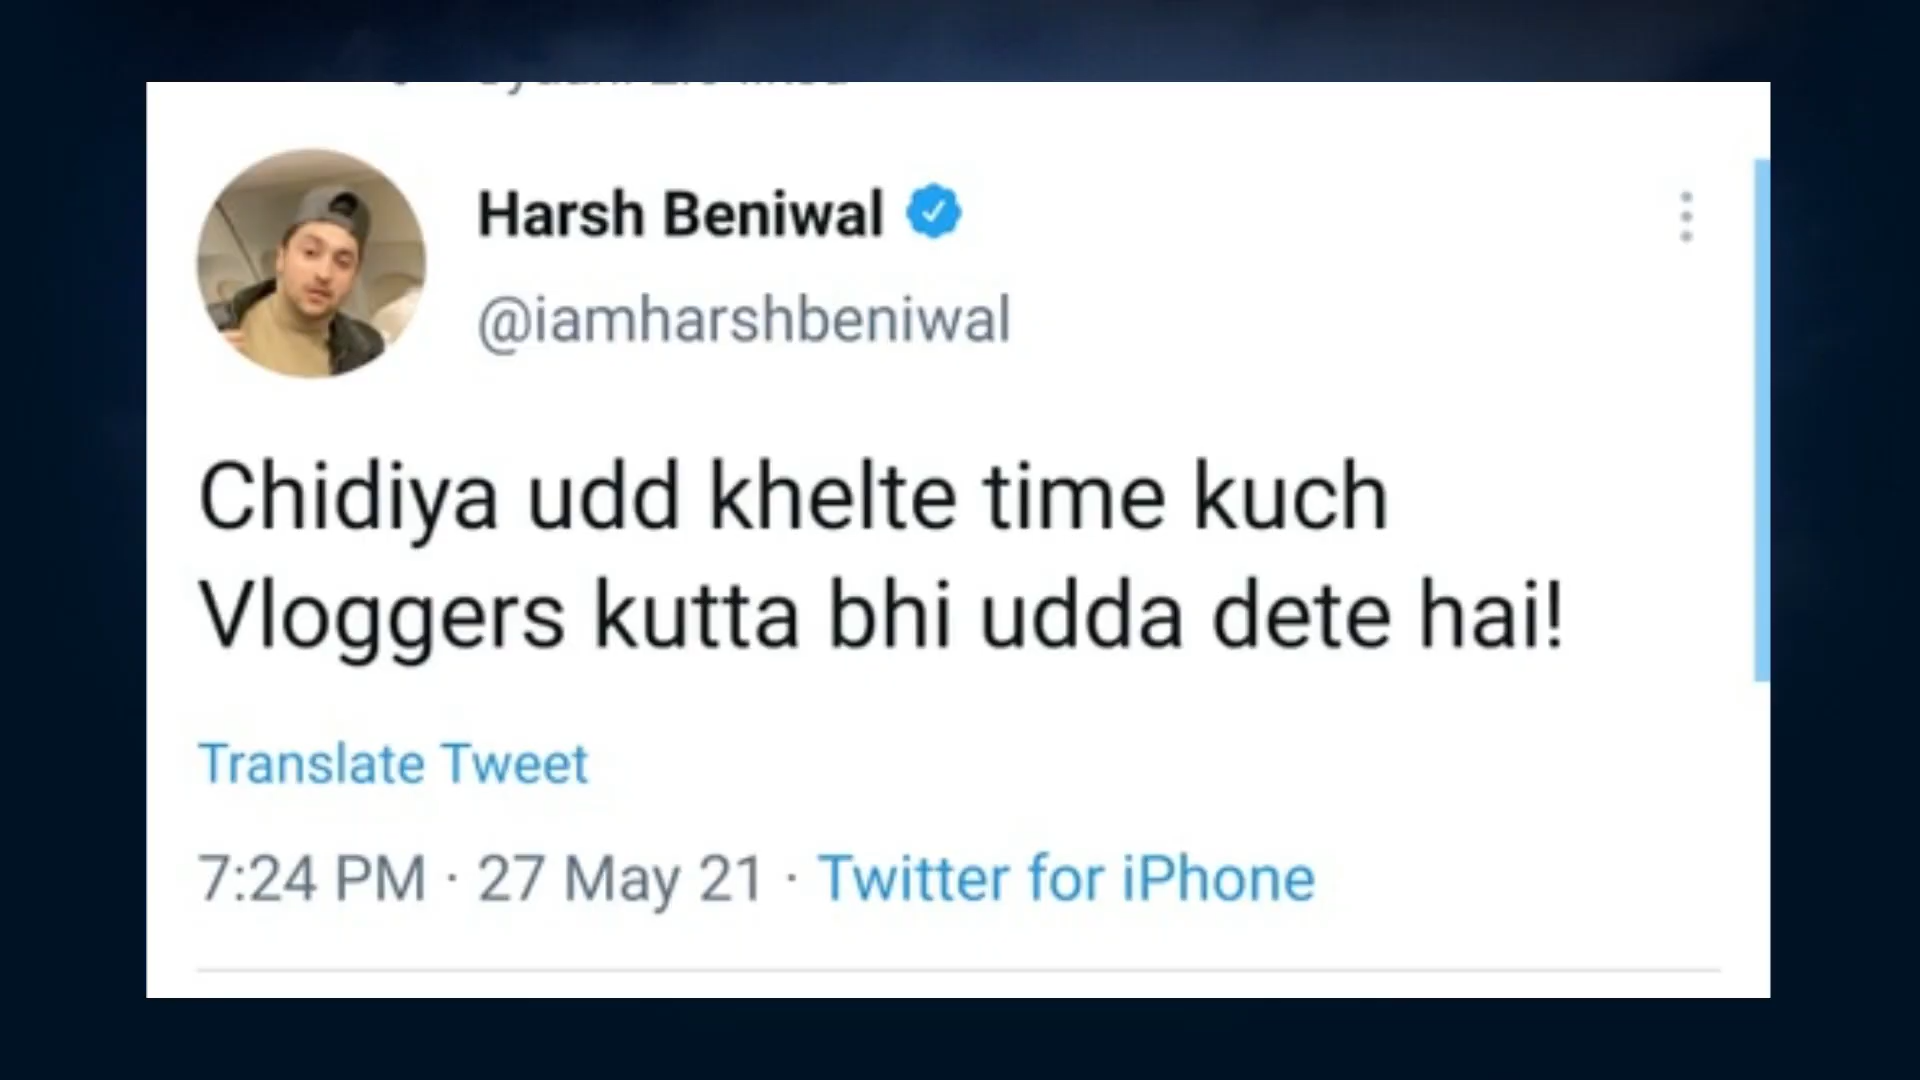 Harsh Beniwal
@iamharshbeniwal
Chidiya udd khelte time kuch
Vloggers kutta bhi udda dete hai!
Translate Tweet
7:24 PM · 27 May 21 · Twitter for iPhone